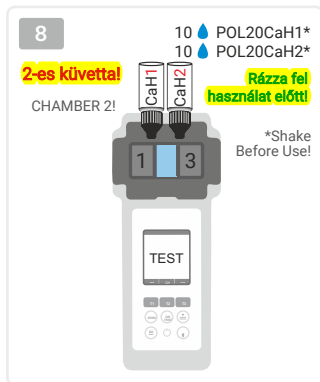 8
10 💧 POL20CaH1*
10 💧 POL20CaH2*
2-es küvetta!
CHAMBER 2!
CaH1
CaH2
Rázza fel
használat előtt!
*Shake
Before Use!
1
3
TEST